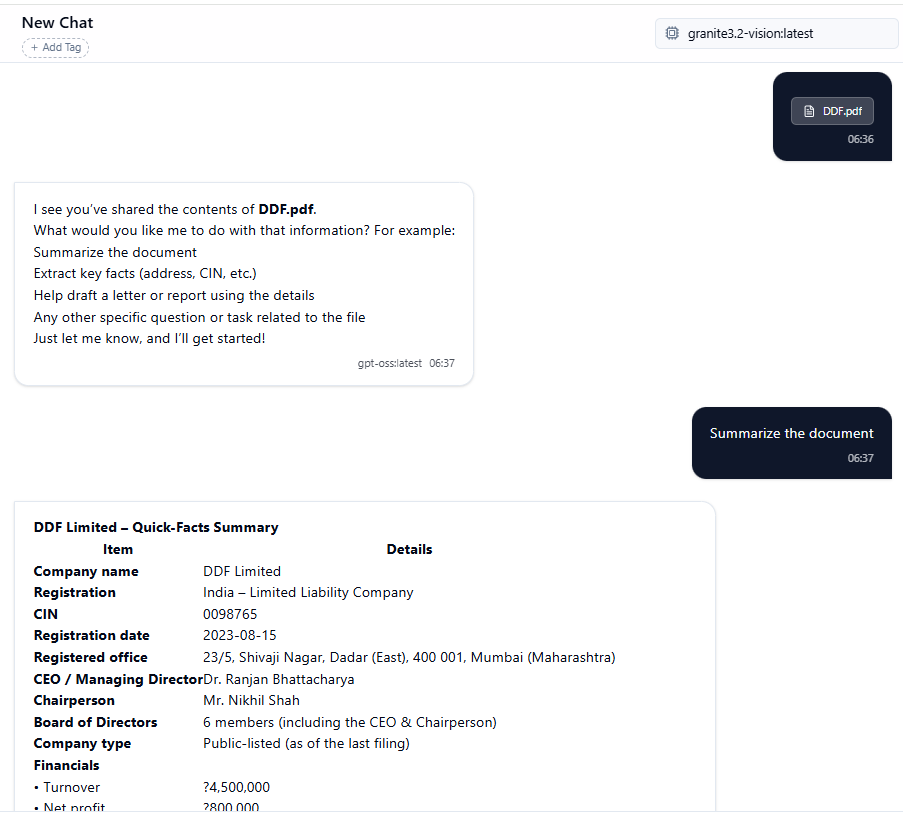 New Chat
+ Add Tag
granite3.2-vision:latest
DDF.pdf
06:36
I see you’ve shared the contents of DDF.pdf.
What would you like me to do with that information? For example:
Summarize the document
Extract key facts (address, CIN, etc.)
Help draft a letter or report using the details
Any other specific question or task related to the file
Just let me know, and I’ll get started!
gpt-oss:latest 06:37
Summarize the document
06:37
DDF Limited – Quick-Facts Summary
Item Details
Company name DDF Limited
Registration India – Limited Liability Company
CIN 0098765
Registration date 2023-08-15
Registered office 23/5, Shivaji Nagar, Dadar (East), 400 001, Mumbai (Maharashtra)
CEO / Managing Director Dr. Ranjan Bhattacharya
Chairperson Mr. Nikhil Shah
Board of Directors 6 members (including the CEO & Chairperson)
Company type Public-listed (as of the last filing)
Financials
• Turnover ?4,500,000
• Net profit ?800,000